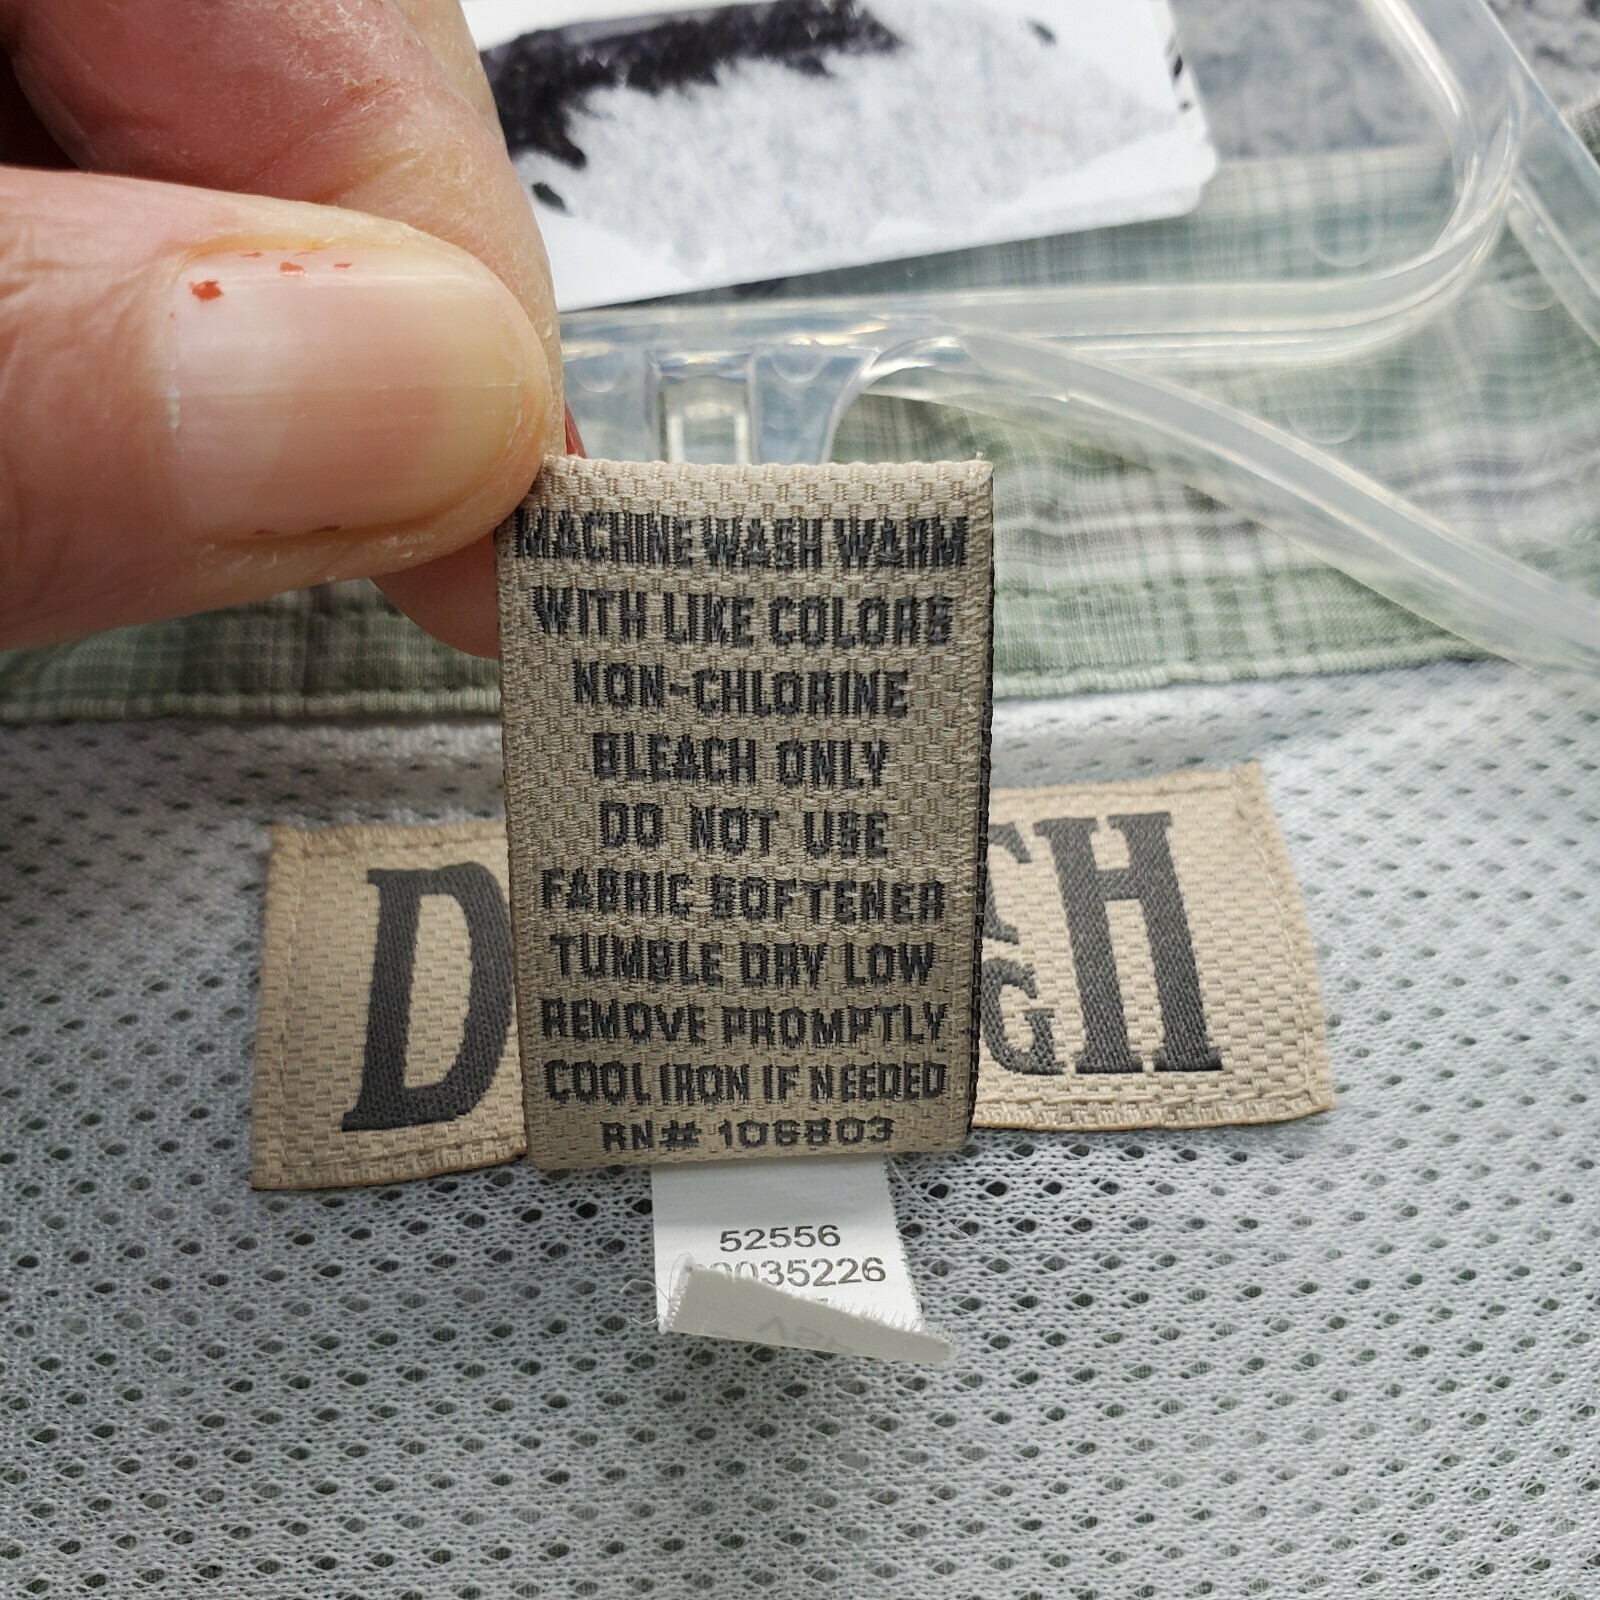 MACHINE WASH WARM
WITH LIKE COLORS
NON-CHLORINE
BLEACH ONLY
DO NOT USE
FABRIC SOFTENER
TUMBLE DRY LOW
REMOVE PROMPTLY
COOL IRON IF NEEDED
RN# 106803
52556